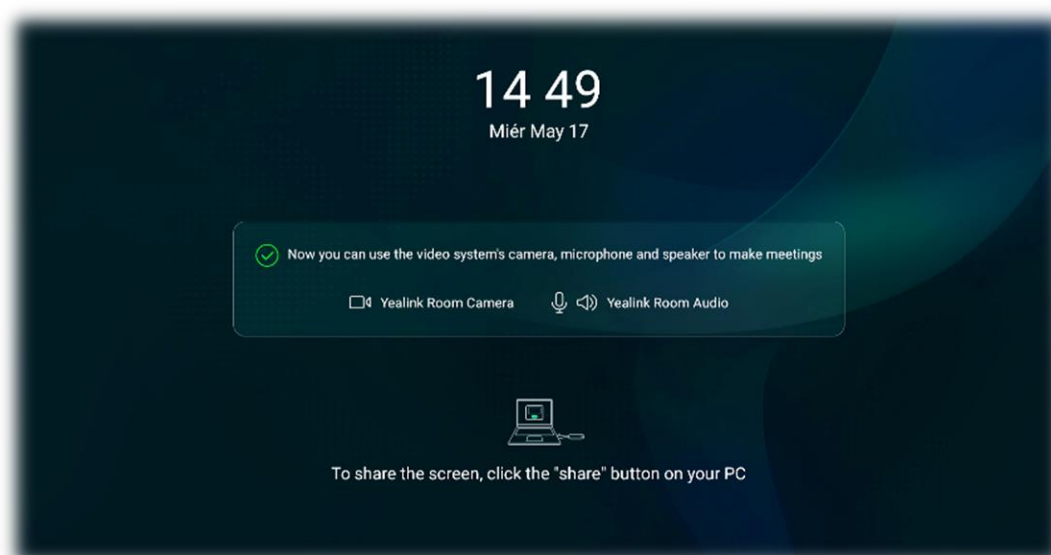 14 49
Miér May 17
Now you can use the video system's camera, microphone and speaker to make meetings
Yealink Room Camera
Yealink Room Audio
To share the screen, click the "share" button on your PC